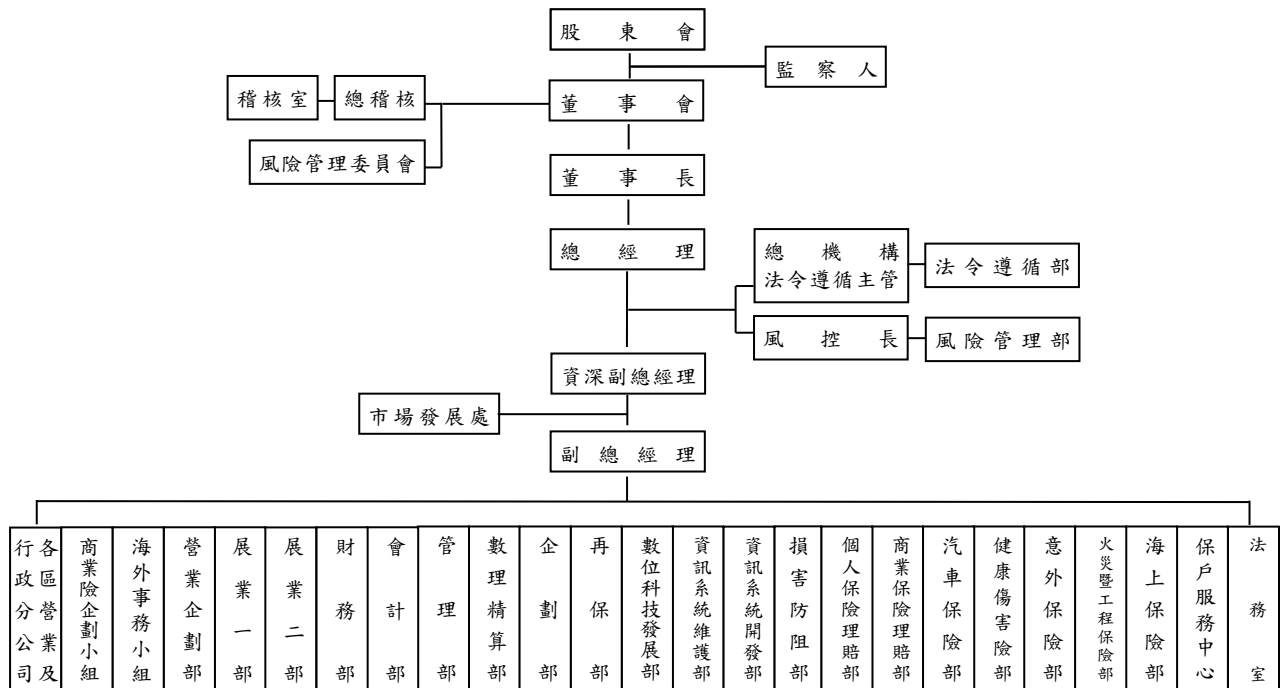 股東會
監察人
稽核室
總稽核
董事會
風險管理委員會
董事長
總經理
總機構
法令遵循主管
法令遵循部
風控長
風險管理部
資深副總經理
市場發展處
副總經理
各區營業及
行政分公司
商業險企劃小組
海外事務小組
營業企劃部
展業一部
展業二部
財務部
會計部
管理部
數理精算部
企劃部
再保部
數位科技發展部
資訊系統維護部
資訊系統開發部
損害防阻部
個人保險理賠部
商業保險理賠部
汽車保險部
健康傷害險部
意外保險部
火災暨工程保險部
海上保險部
保戶服務中心
法務室